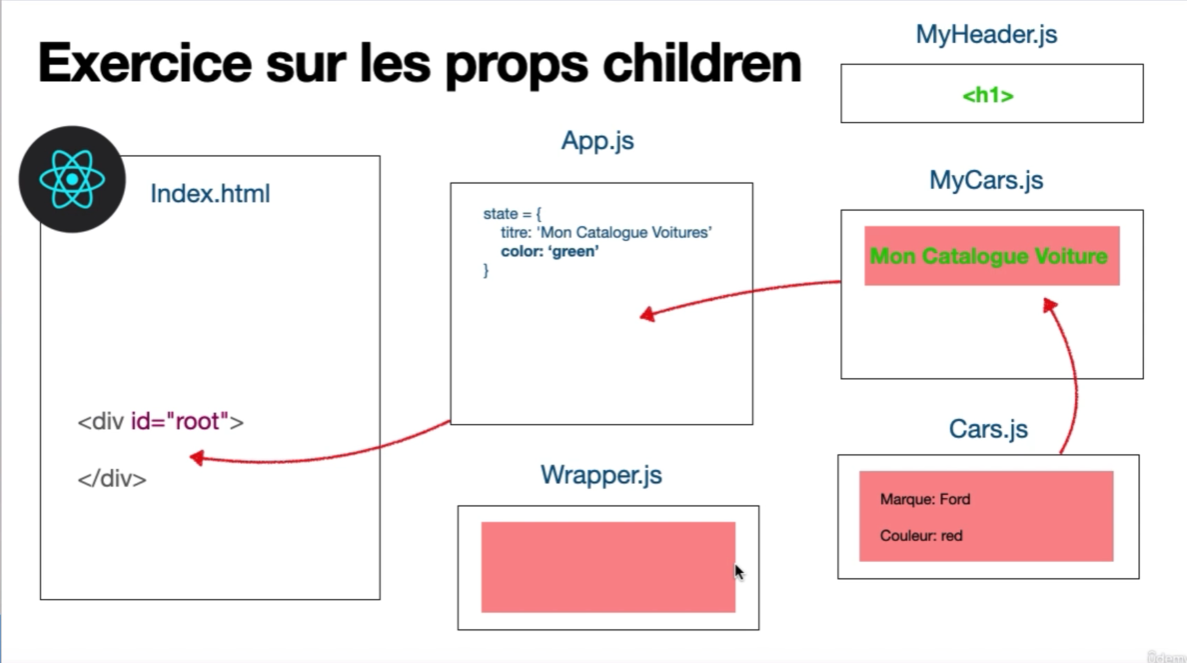 Exercice sur les props children
Index.html
<div id="root">
</div>
App.js
state = {
titre: ‘Mon Catalogue Voitures’
color: ‘green’
}
Wrapper.js
MyHeader.js
<h1>
MyCars.js
Mon Catalogue Voiture
Cars.js
Marque: Ford
Couleur: red